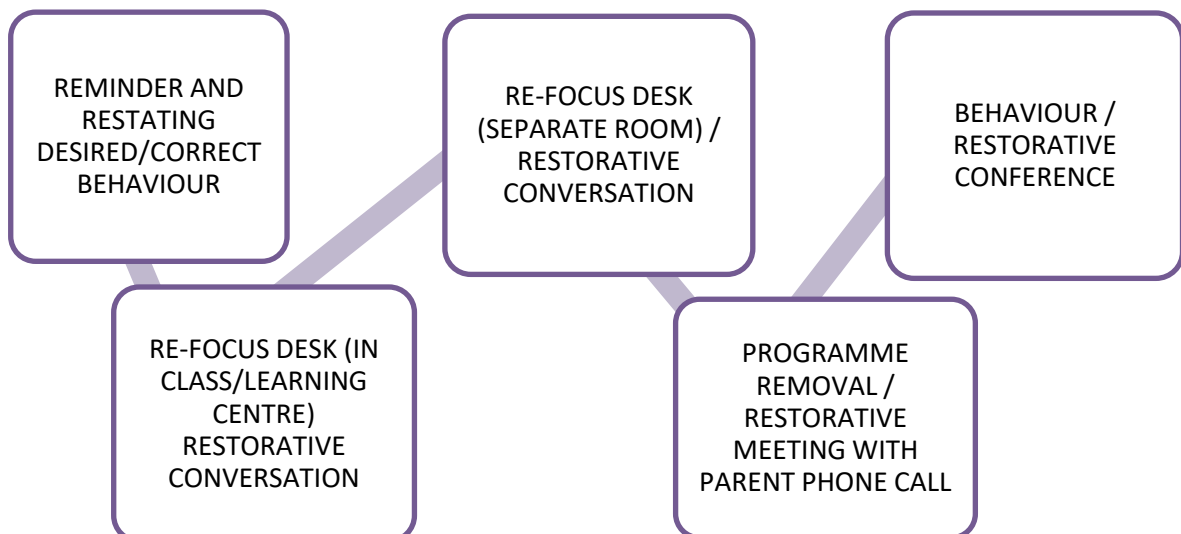 REMINDER AND
RESTATING
DESIRED/CORRECT
BEHAVIOUR
RE-FOCUS DESK (IN
CLASS/LEARNING
CENTRE)
RESTORATIVE
CONVERSATION
RE-FOCUS DESK
(SEPARATE ROOM) /
RESTORATIVE
CONVERSATION
PROGRAMME
REMOVAL /
RESTORATIVE
MEETING WITH
PARENT PHONE CALL
BEHAVIOUR /
RESTORATIVE
CONFERENCE